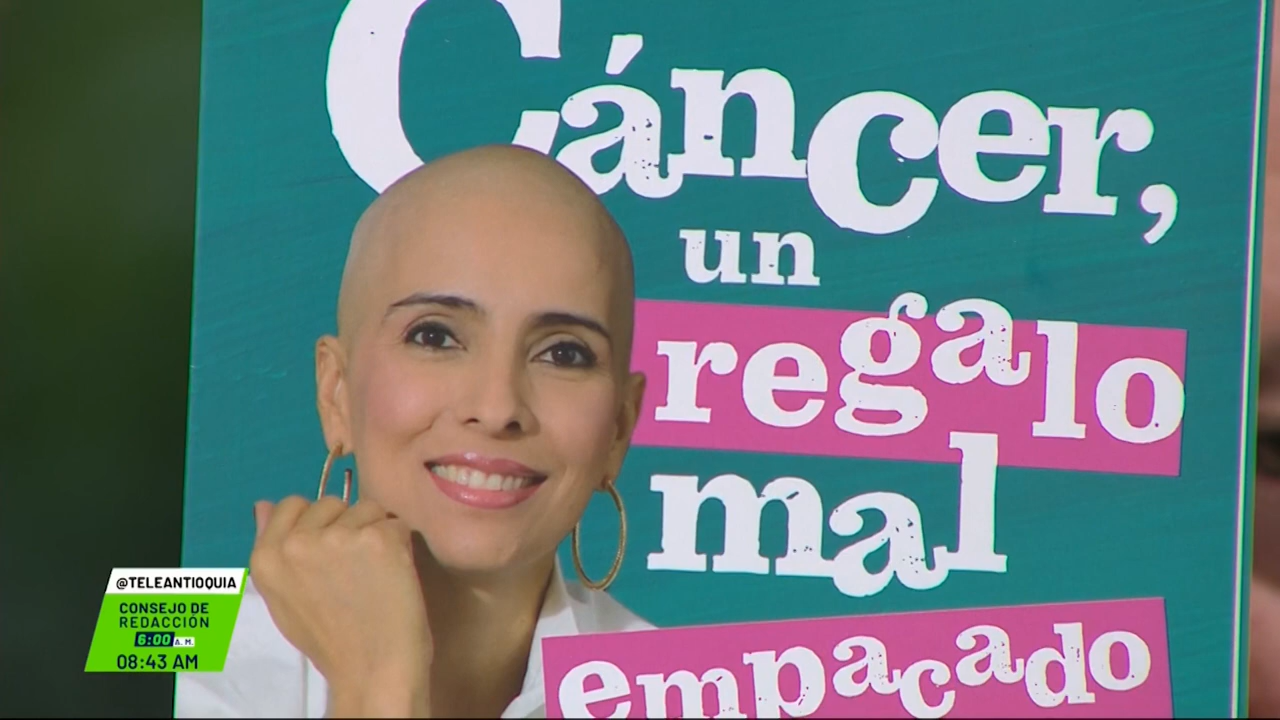 Cáncer,
un
regalo
mal
empacado
@TELEANTIOQUIA
CONSEJO DE
REDACCIÓN
6:00 A.M.
08:43 AM